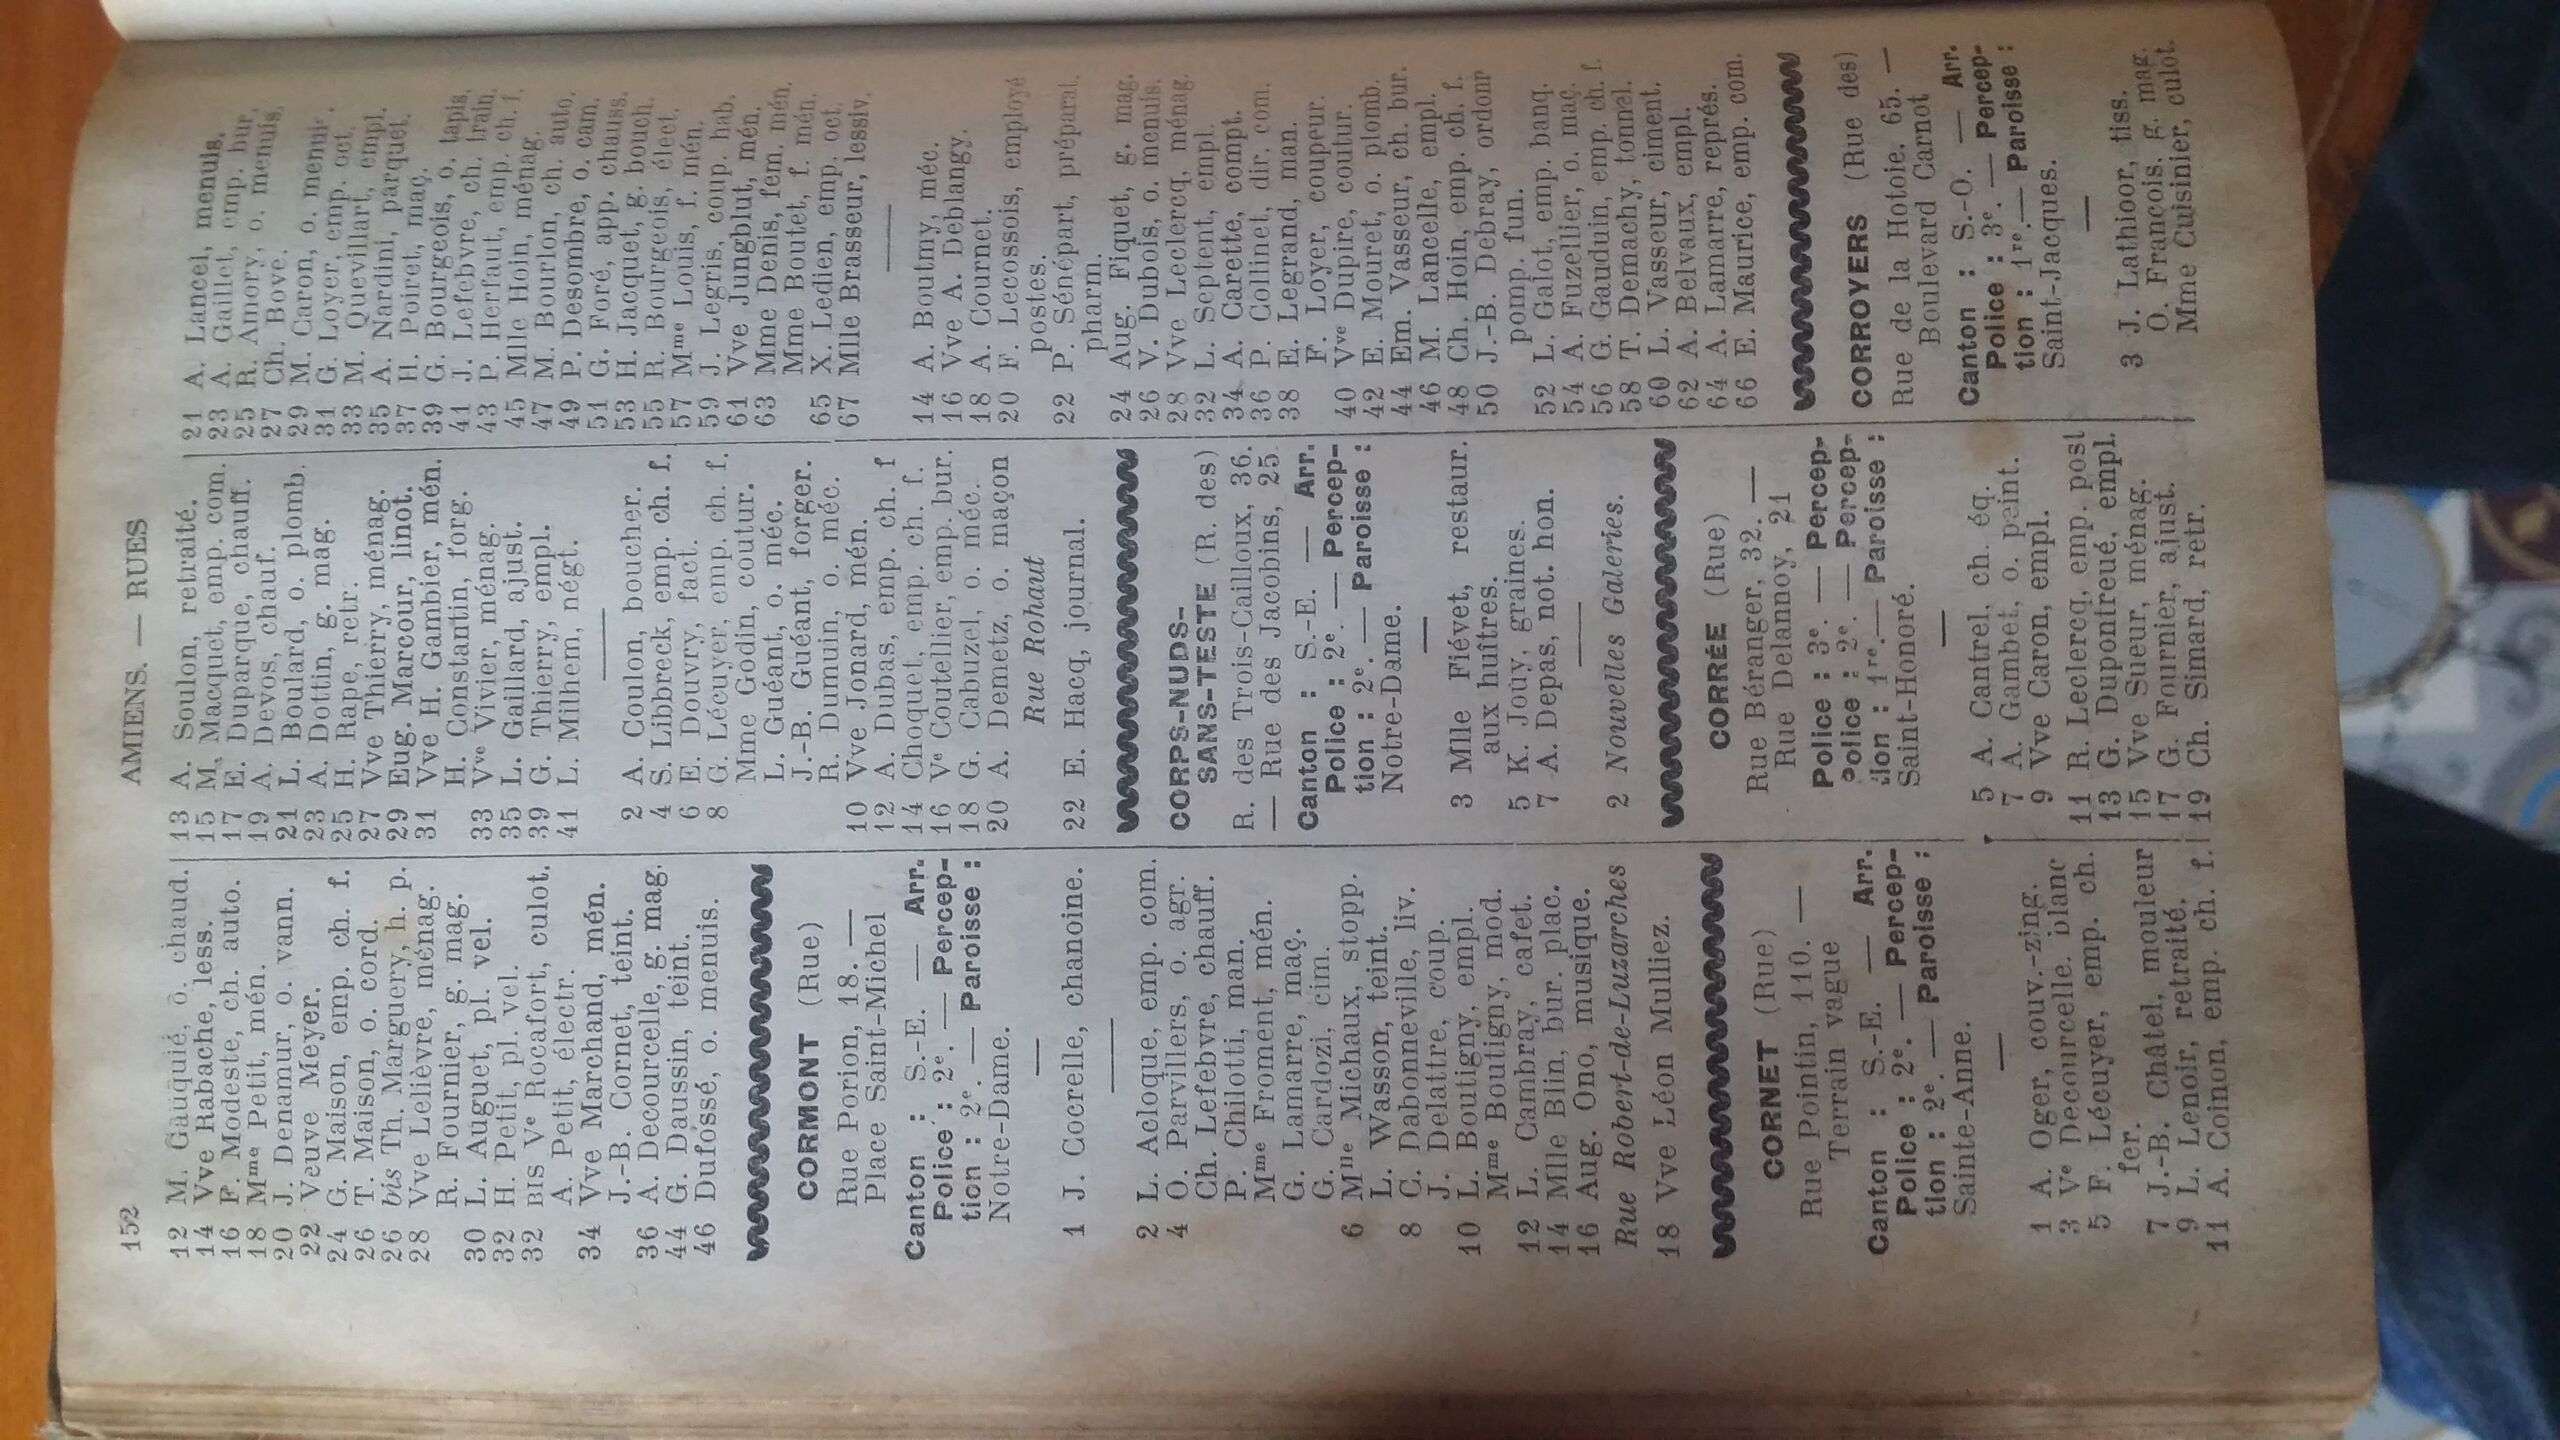 152
AMIENS. — RUES
12 M. Gauquié, o. chaud.
14 Vve Rabache, less.
16 F. Modeste, ch. auto.
18 Mme Petit, mén.
20 J. Denamur, o. vann.
22 Veuve Meyer.
24 G. Maison, emp. ch. f.
26 T. Maison, o. cord.
26 bis Th. Marguery, h. p.
28 Vve Lelièvre, ménag.
R. Fournier, g. mag.
30 L. Auguet, pl. vel.
32 H. Petit, pl. vel.
32 BIS Ve Rocafort, culot.
A. Petit, électr.
34 Vve Marchand, mén.
J.-B. Cornet, teint.
36 A. Decourcelle, g. mag.
44 G. Daussin, teint.
46 Dufossé, o. menuis.
CORMONT (Rue)
Rue Porion, 18. —
Place Saint-Michel
Canton : S.-E. — Arr.
Police : 2e. — Percep-
tion : 2e. — Paroisse :
Notre-Dame.
1 J. Cocrelle, chanoine.
2 L. Acloque, emp. com.
4 O. Parvillers, o. agr.
Ch. Lefebvre, chauff.
P. Chilotti, man.
Mme Froment, mén.
G. Lamarre, maç.
G. Cardozi, cim.
6 Mlle Michaux, stopp.
L. Wasson, teint.
8 C. Dabonneville, liv.
J. Delattre, coup.
10 L. Boutigny, empl.
Mme Boutigny, mod.
12 L. Cambray, cafet.
14 Mlle Blin, bur. plac.
16 Aug. Ono, musique.
Rue Robert-de-Luzarches
18 Vve Léon Mulliez.
CORNET (Rue)
Rue Pointin, 110. —
Terrain vague
Canton : S.-E. — Arr.
Police : 2e. — Percep-
tion : 2e. — Paroisse :
Sainte-Anne.
1 A. Oger, couv.-zing.
3 Ve Decourcelle. blanc
5 F. Lécuyer, emp. ch.
fer.
7 J.-B. Châtel, mouleur
9 L. Lenoir, retraité.
11 A. Coinon, emp. ch. f.
13 A. Soulon, retraité.
15 M. Macquet, emp. com.
17 E. Duparque, chauff.
19 A. Devos, chauf.
21 L. Boulard, o. plomb.
23 A. Dottin, g. mag.
25 H. Rape, retr.
27 Vve Thierry, ménag.
29 Eug. Marcour, linot.
31 Vve H. Gambier, mén.
H. Constantin, forg.
33 Vve Vivier, ménag.
35 L. Gaillard, ajust.
39 G. Thierry, empl.
41 L. Milhem, négt.
2 A. Coulon, boucher.
4 S. Libbreck, emp. ch. f.
6 E. Douvry, fact.
8 G. Lécuyer, emp. ch. f.
Mme Godin, coutur.
L. Guéant, o. méc.
J.-B. Guéant, forger.
R. Dumuin, o. méc.
10 Vve Jonard, mén.
12 A. Dubas, emp. ch. f
14 Choquet, emp. ch. f.
16 Ve Coutellier, emp. bur.
18 G. Cabuzel, o. méc.
20 A. Demetz, o. maçon
Rue Rohaut
22 E. Hacq, journal.
CORPS-NUDS-
SANS-TESTE (R. des)
R. des Trois-Cailloux, 36.
— Rue des Jacobins, 25.
Canton : S.-E. — Arr.
Police : 2e. — Percep-
tion : 2e. — Paroisse :
Notre-Dame.
3 Mlle Fiévet, restaur.
aux huîtres.
5 K. Jouy, graines.
7 A. Depas, not. hon.
2 Nouvelles Galeries.
CORRÉE (Rue)
Rue Béranger, 32. —
Rue Delannoy, 21
Police : 3e. — Percep-
Police : 2e. — Percep-
tion : 1re. — Paroisse :
Saint-Honoré.
5 A. Cantrel, ch. éq.
7 A. Gambet, o. paint.
9 Vve Caron, empl.
11 R. Leclercq, emp. post
13 G. Dupontreué, empl.
15 Vve Sueur, ménag.
17 G. Fournier, ajust.
19 Ch. Simard, retr.
21 A. Lancel, menuis.
23 A. Gaillet, emp. bur.
25 R. Amory, o. menuis.
27 Ch. Bove.
29 M. Caron, o. menuis.
31 G. Loyer, emp. oct.
33 M. Quevillart, empl.
35 A. Nardini, parquet.
37 H. Poiret, maç.
39 G. Bourgeois, o. tapis.
41 J. Lefebvre, ch. train.
43 P. Herfaut, emp. ch. f.
45 Mlle Hoin, ménag.
47 M. Bourlon, ch. auto.
49 P. Desombre, o. cam.
51 G. Foré, app. chauss.
53 H. Jacquet, g. bouch.
55 R. Bourgeois, élect.
57 Mme Louis, f. mén.
59 J. Legris, coup. hab.
61 Vve Jungblut, mén.
63 Mme Denis, fem. mén.
Mme Boutet, f. mén.
65 X. Ledien, emp. oct.
67 Mlle Brasseur, lessiv.
14 A. Boutmy, méc.
16 Vve A. Deblangy.
18 A. Cournet.
20 F. Lecossois, employé
postes.
22 P. Sénépart, préparat.
pharm.
24 Aug. Fiquet, g. mag.
26 V. Dubois, o. menuis.
28 Vve Leclercq, ménag.
32 L. Septent, empl.
34 A. Carette, compt.
36 P. Collinet, dir. com.
38 E. Legrand, man.
F. Loyer, coupeur.
40 Vve Dupire, coutur.
42 E. Mouret, o. plomb.
44 Em. Vasseur, ch. bur.
46 M. Lancelle, empl.
48 Ch. Hoin, emp. ch. f.
50 J.-B. Debray, ordonr
pomp. fun.
52 L. Galot, emp. banq.
54 A. Fuzellier, o. maç.
56 G. Gauduin, emp. ch. f.
58 T. Demachy, tonnel.
60 L. Vasseur, ciment.
62 A. Belvaux, empl.
64 A. Lamarre, représ.
66 E. Maurice, emp. com.
CORROYERS (Rue des)
Rue de la Hotoie. 65. —
Boulevard Carnot
Canton : S.-O. — Arr.
Police : 3e. — Percep-
tion : 1re. — Paroisse :
Saint-Jacques.
3 J. Lathioor, tiss.
O. François, g. mag.
Mme Cuisinier, culot.